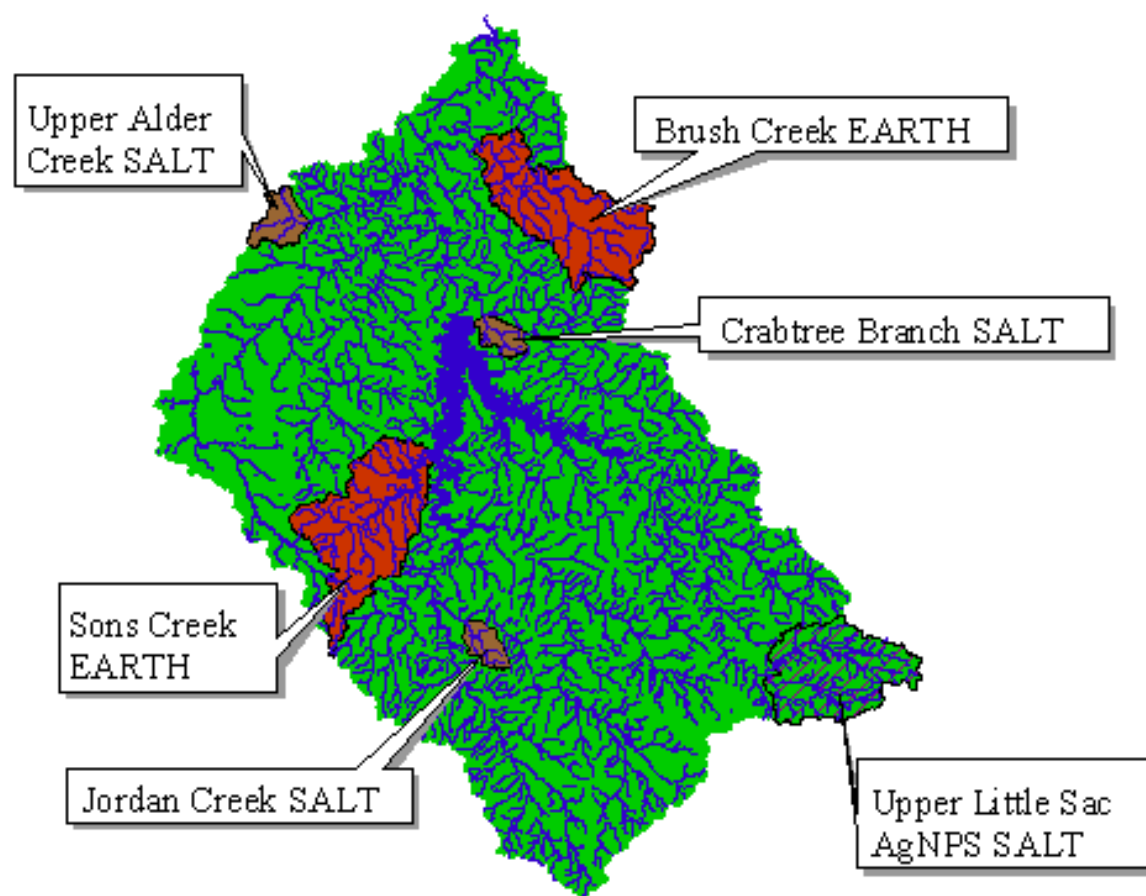 Upper Alder
Creek SALT
Brush Creek EARTH
Crabtree Branch SALT
Sons Creek
EARTH
Jordan Creek SALT
Upper Little Sac
AgNPS SALT